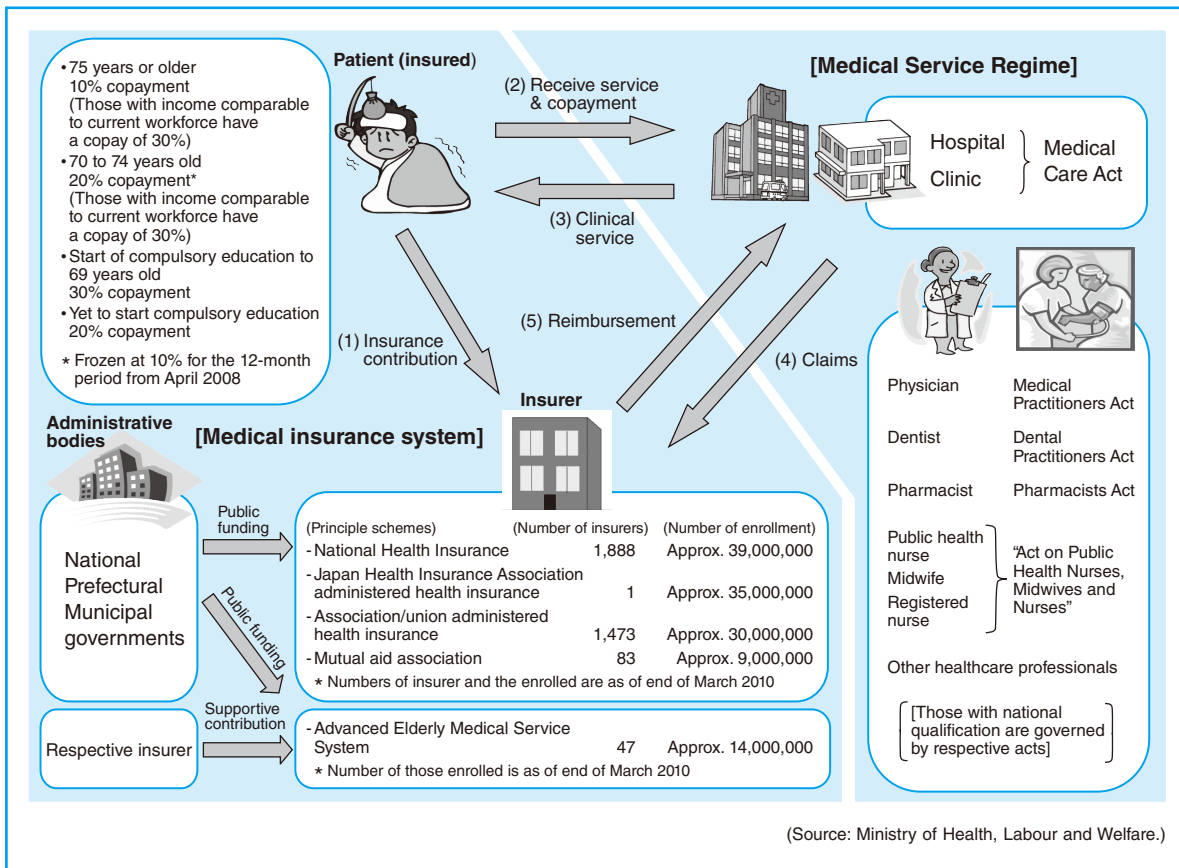 • 75 years or older
10% copayment
(Those with income comparable
to current workforce have
a copay of 30%)
• 70 to 74 years old
20% copayment*
(Those with income comparable
to current workforce have
a copay of 30%)
• Start of compulsory education to
69 years old
30% copayment
• Yet to start compulsory education
20% copayment
* Frozen at 10% for the 12-month
period from April 2008
Patient (insured)
(2) Receive service
& copayment
(3) Clinical
service
[Medical Service Regime]
Hospital
Clinic
Medical
Care Act
(1) Insurance
contribution
(5) Reimbursement
(4) Claims
Insurer
Administrative
bodies
[Medical insurance system]
National
Prefectural
Municipal
governments
Public
funding
Public funding
Supportive
contribution
Respective insurer
(Principle schemes) (Number of insurers) (Number of enrollment)
- National Health Insurance 1,888 Approx. 39,000,000
- Japan Health Insurance Association
administered health insurance 1 Approx. 35,000,000
- Association/union administered
health insurance 1,473 Approx. 30,000,000
- Mutual aid association 83 Approx. 9,000,000
* Numbers of insurer and the enrolled are as of end of March 2010
- Advanced Elderly Medical Service
System 47 Approx. 14,000,000
* Number of those enrolled is as of end of March 2010
Physician
Medical
Practitioners Act
Dentist
Dental
Practitioners Act
Pharmacist
Pharmacists Act
Public health
nurse
Midwife
Registered
nurse
“Act on Public
Health Nurses,
Midwives and
Nurses”
Other healthcare professionals
[Those with national
qualification are governed
by respective acts]
(Source: Ministry of Health, Labour and Welfare.)